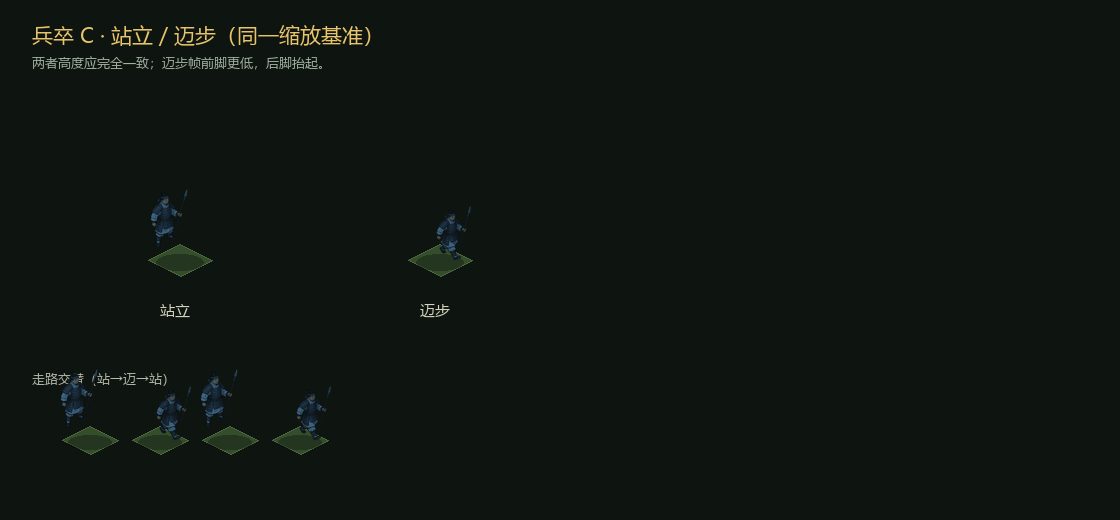 兵卒 C · 站立 / 迈步（同一缩放基准）
两者高度应完全一致；迈步帧前脚更低，后脚抬起。
站立
迈步
走路交替（站→迈→站）